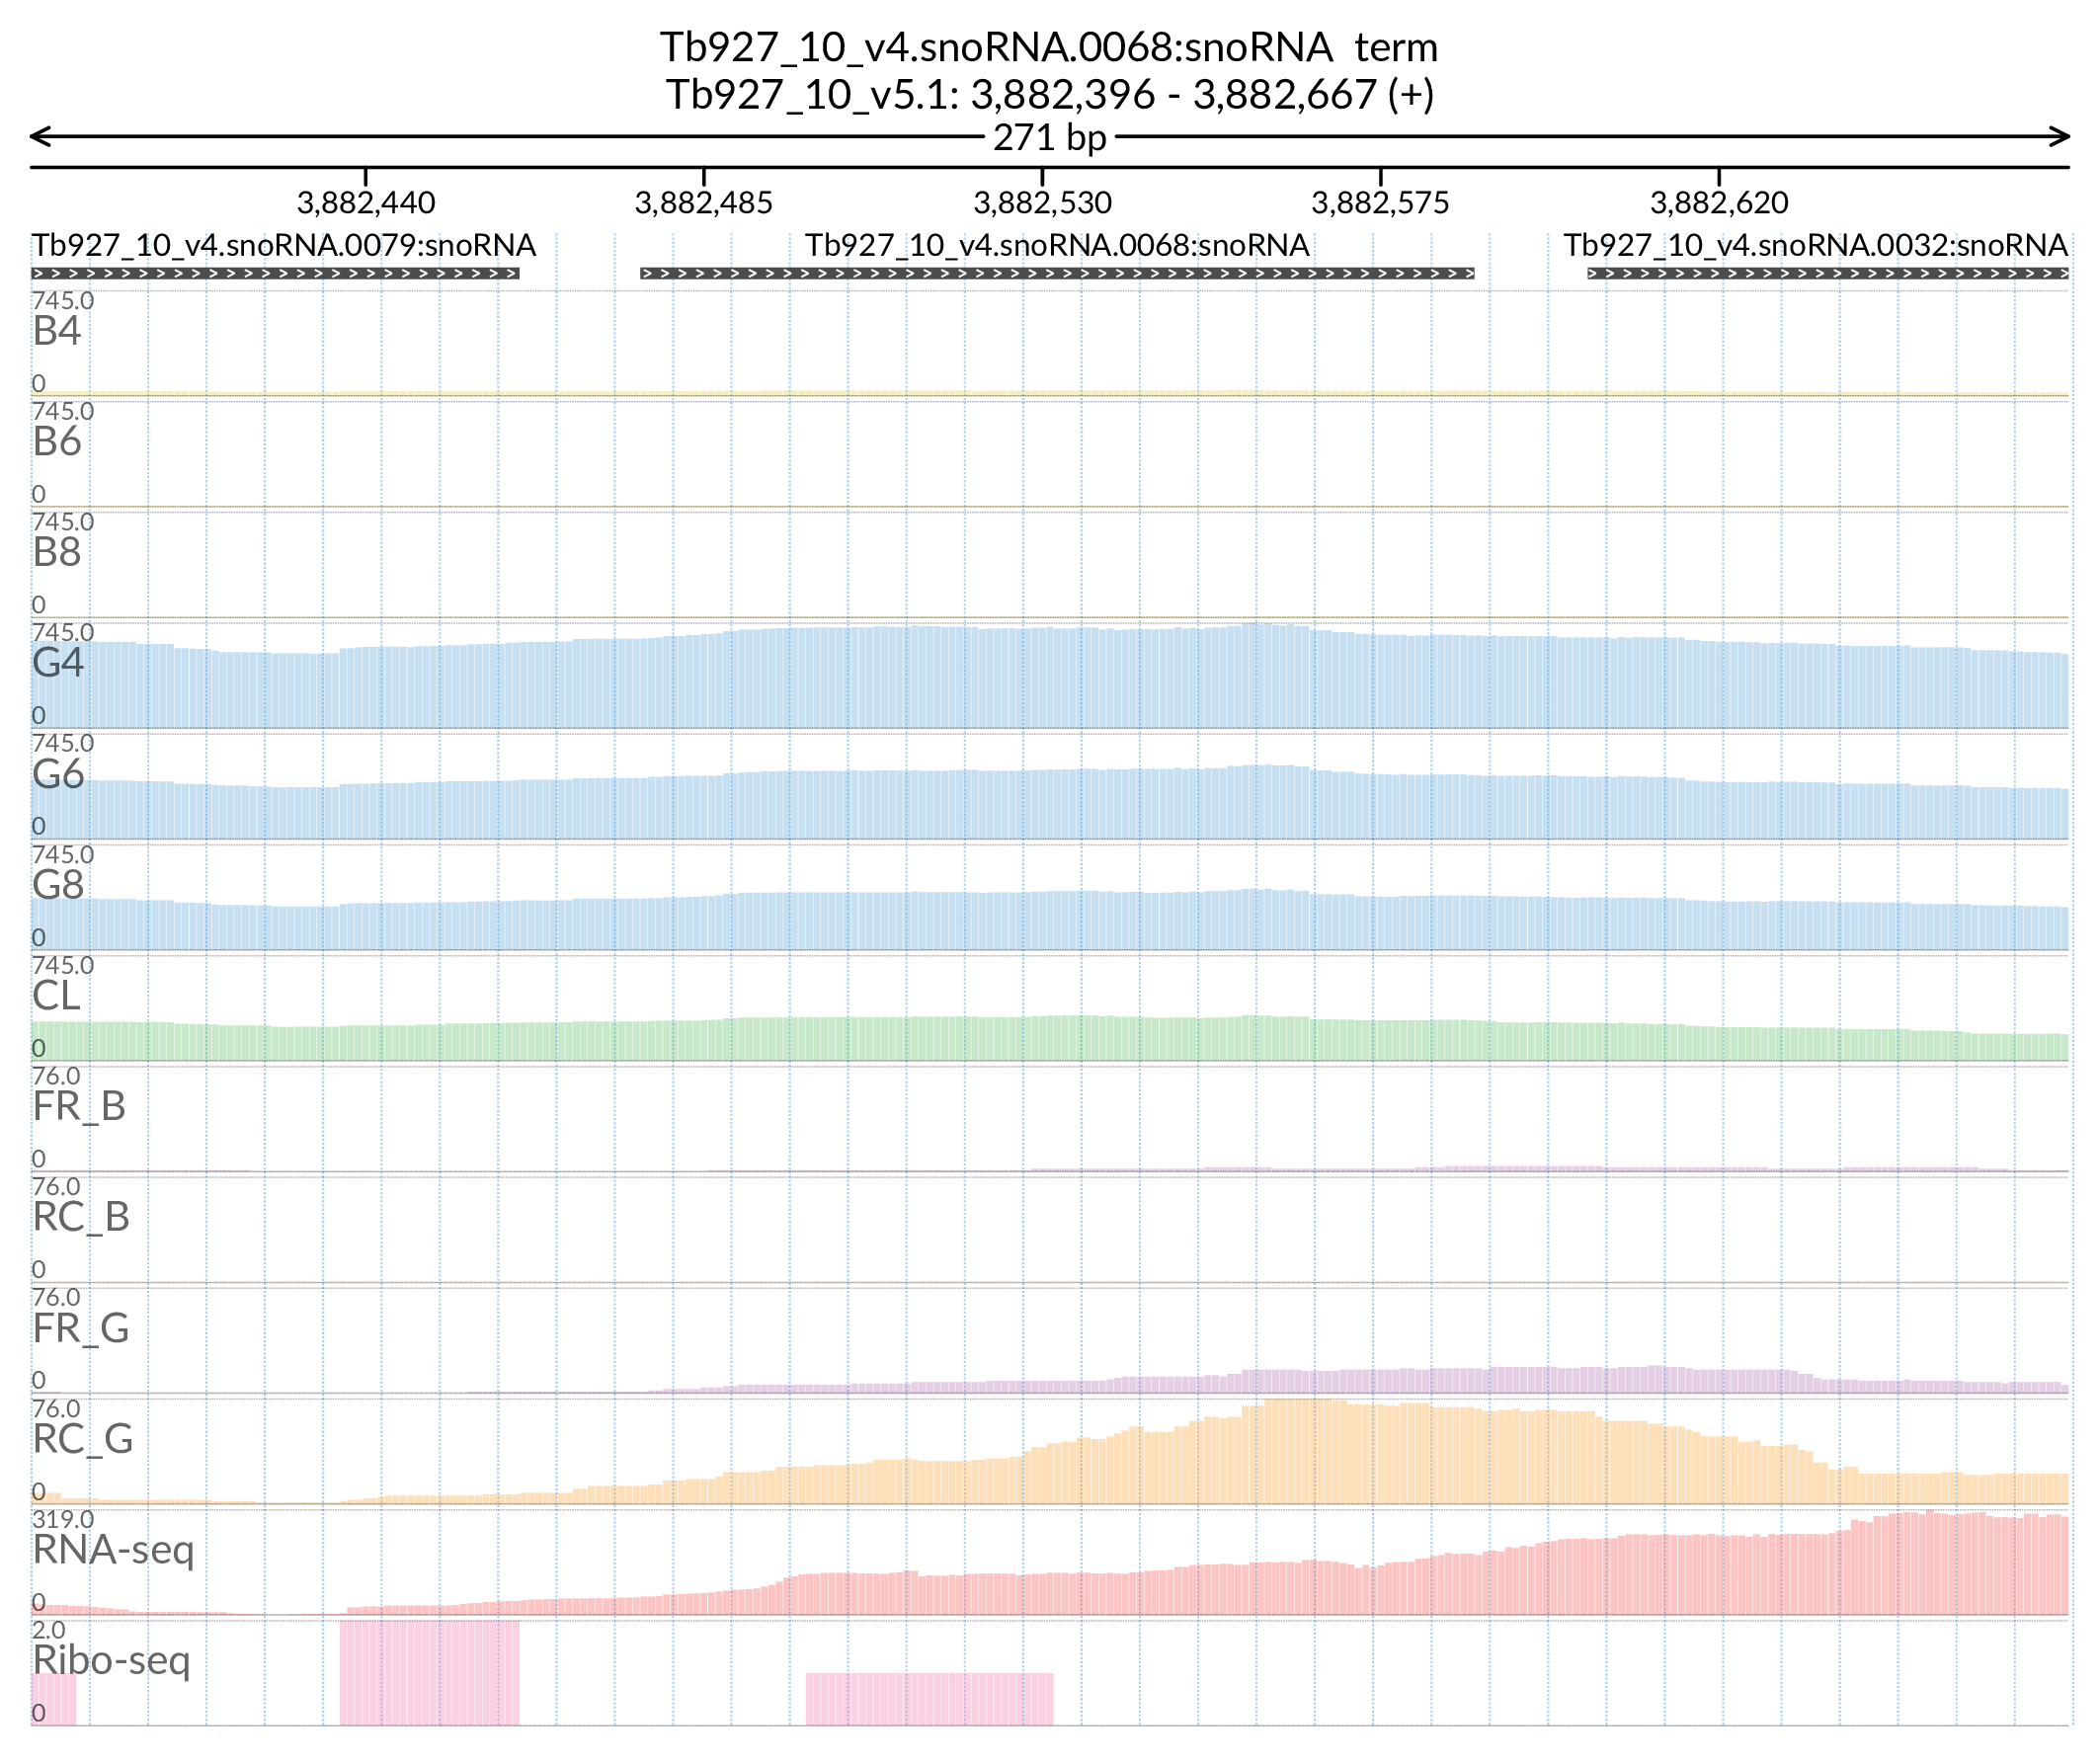 Tb927_10_v4.snoRNA.0068:snoRNA term
Tb927_10_v5.1: 3,882,396 - 3,882,667 (+)
271 bp
3,882,440 3,882,485 3,882,530 3,882,575 3,882,620
Tb927_10_v4.snoRNA.0079:snoRNA Tb927_10_v4.snoRNA.0068:snoRNA Tb927_10_v4.snoRNA.0032:snoRNA
745.0
B4
0
745.0
B6
0
745.0
B8
0
745.0
G4
0
745.0
G6
0
745.0
G8
0
745.0
CL
0
76.0
FR_B
0
76.0
RC_B
0
76.0
FR_G
0
76.0
RC_G
0
319.0
RNA-seq
0
2.0
Ribo-seq
0